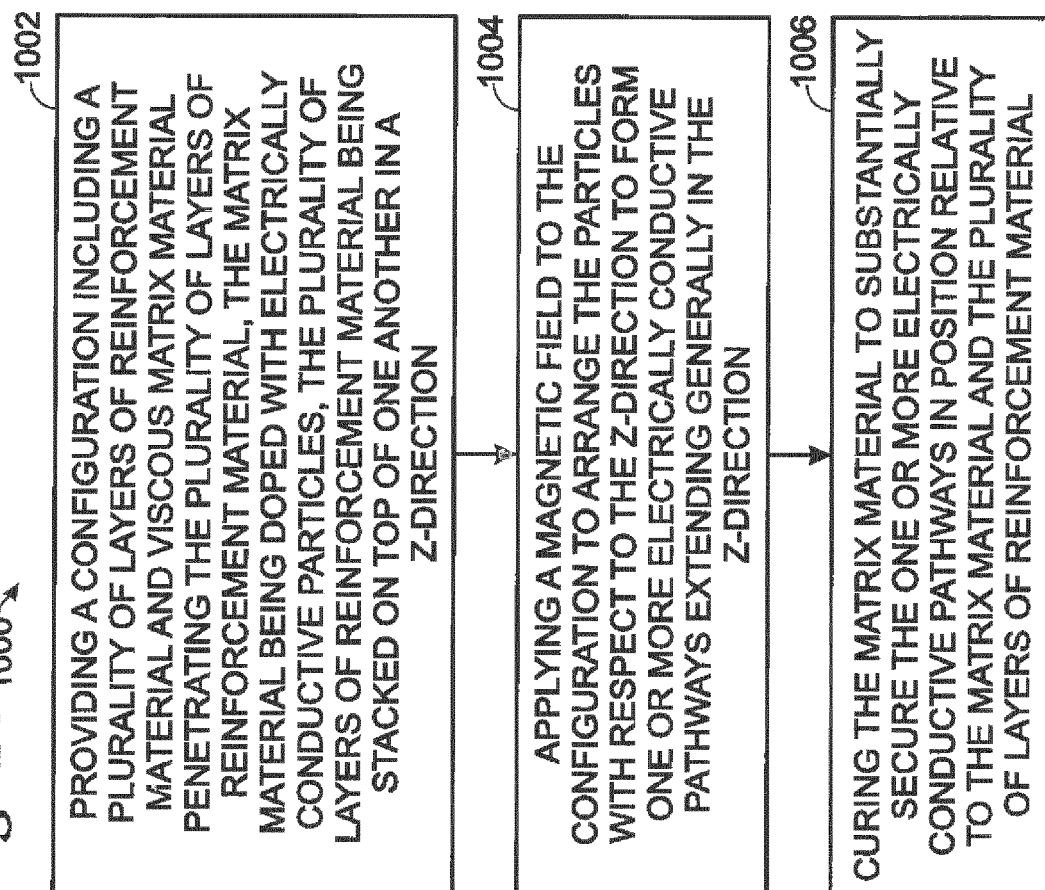 1000
1002
PROVIDING A CONFIGURATION INCLUDING A
PLURALITY OF LAYERS OF REINFORCEMENT
MATERIAL AND VISCOUS MATRIX MATERIAL
PENETRATING THE PLURALITY OF LAYERS OF
REINFORCEMENT MATERIAL, THE MATRIX
MATERIAL BEING DOPED WITH ELECTRICALLY
CONDUCTIVE PARTICLES, THE PLURALITY OF
LAYERS OF REINFORCEMENT MATERIAL BEING
STACKED ON TOP OF ONE ANOTHER IN A
Z-DIRECTION
1004
APPLYING A MAGNETIC FIELD TO THE
CONFIGURATION TO ARRANGE THE PARTICLES
WITH RESPECT TO THE Z-DIRECTION TO FORM
ONE OR MORE ELECTRICALLY CONDUCTIVE
PATHWAYS EXTENDING GENERALLY IN THE
Z-DIRECTION
1006
CURING THE MATRIX MATERIAL TO SUBSTANTIALLY
SECURE THE ONE OR MORE ELECTRICALLY
CONDUCTIVE PATHWAYS IN POSITION RELATIVE
TO THE MATRIX MATERIAL AND THE PLURALITY
OF LAYERS OF REINFORCEMENT MATERIAL